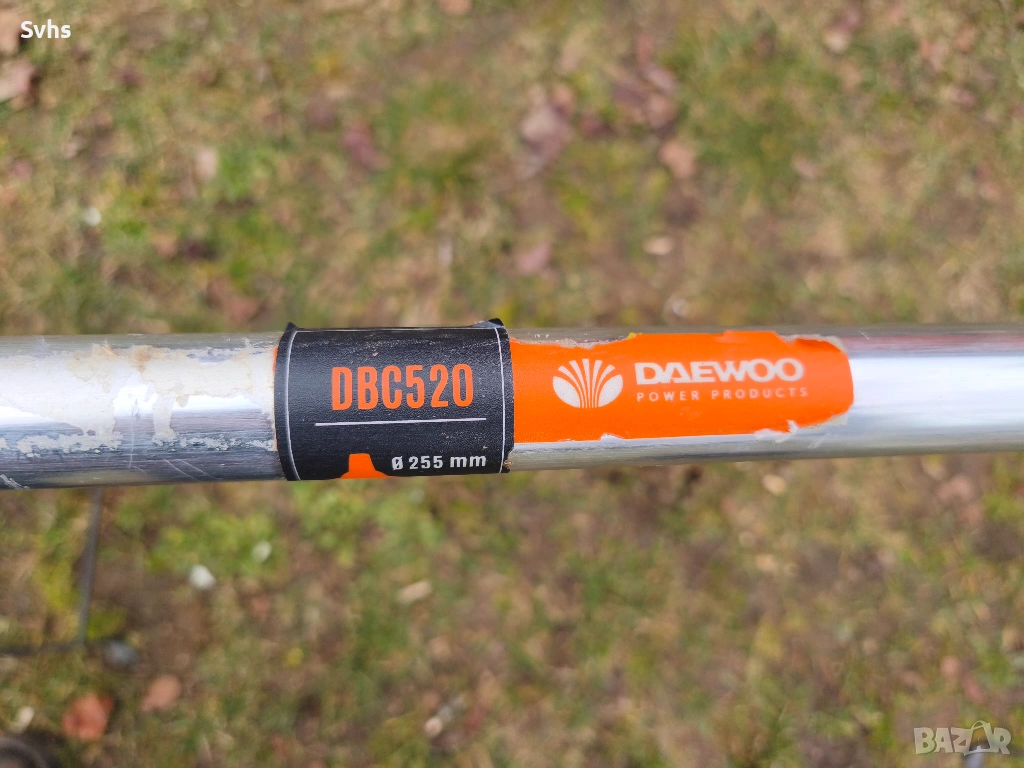 Svhs
DBC520
Ø 255 mm
DAEWOO
POWER PRODUCTS
BAZAR